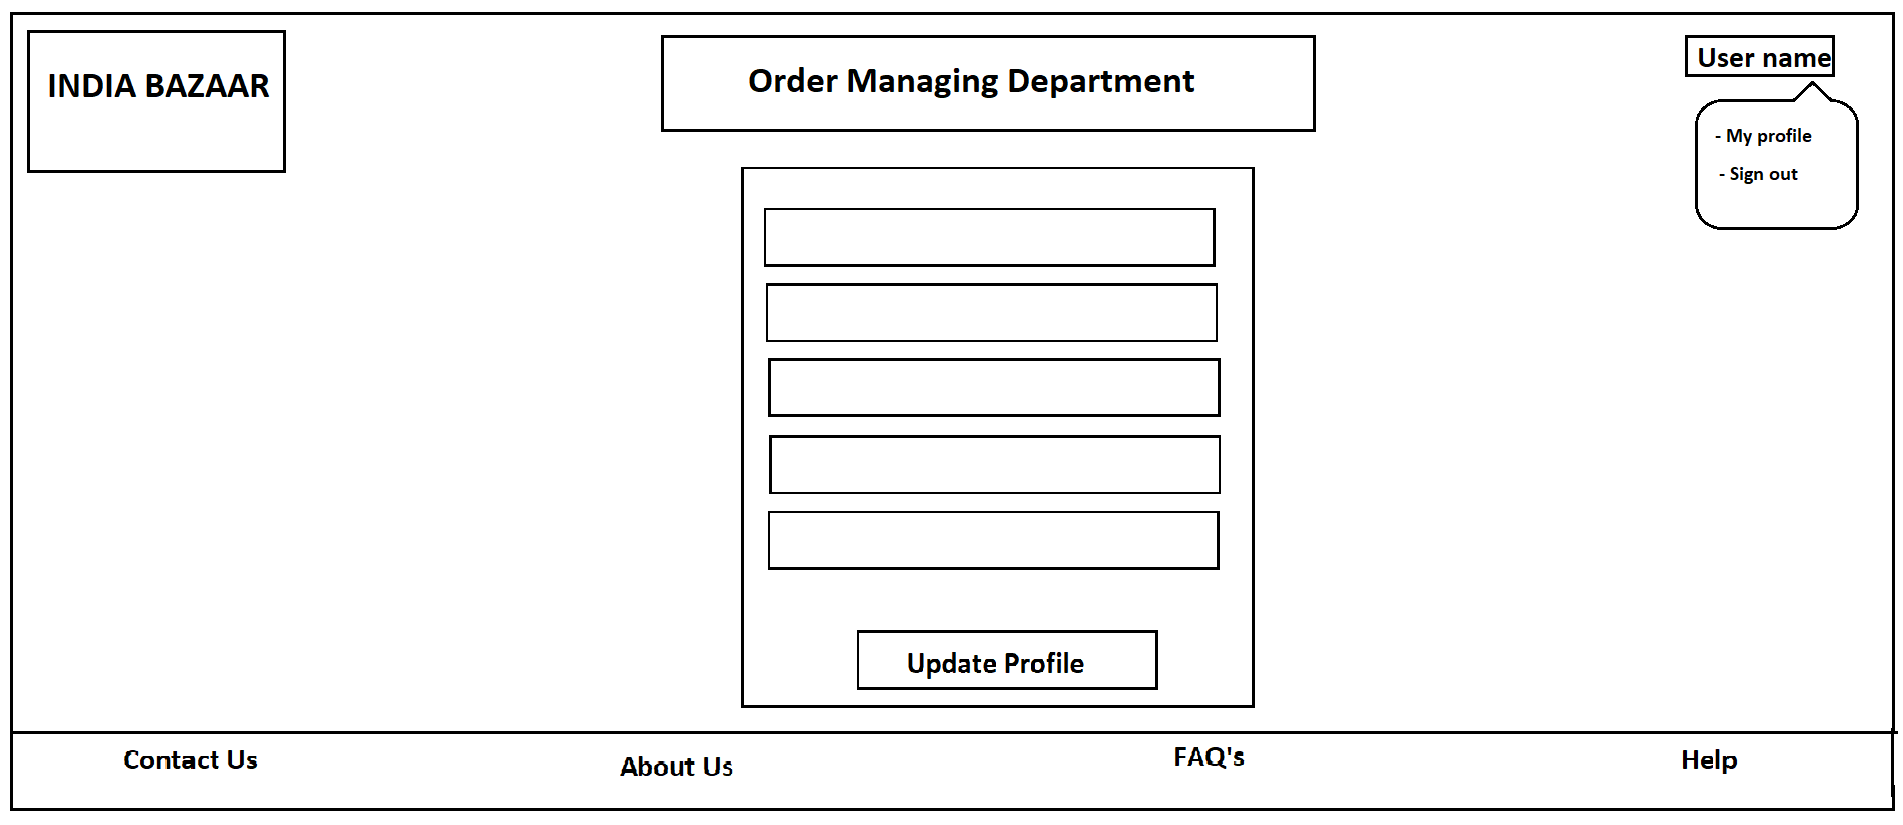 INDIA BAZAAR
Order Managing Department
User name
- My profile
- Sign out
Update Profile
Contact Us
About Us
FAQ's
Help